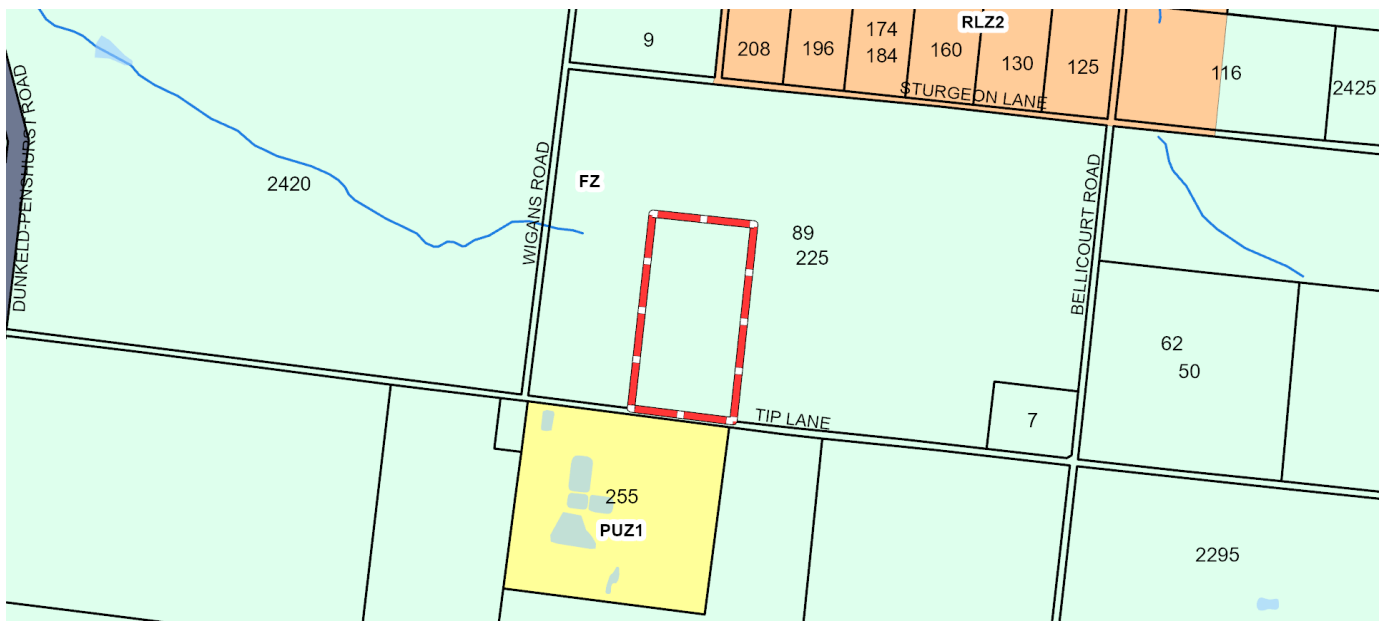 RLZ2
9
208
196
174
184
160
130
125
116
2425
STURGEON LANE
DUNKELD-PENSHURST ROAD
2420
WIGANS ROAD
FZ
89
225
BELLICOURT ROAD
62
50
TIP LANE
7
255
PUZ1
2295